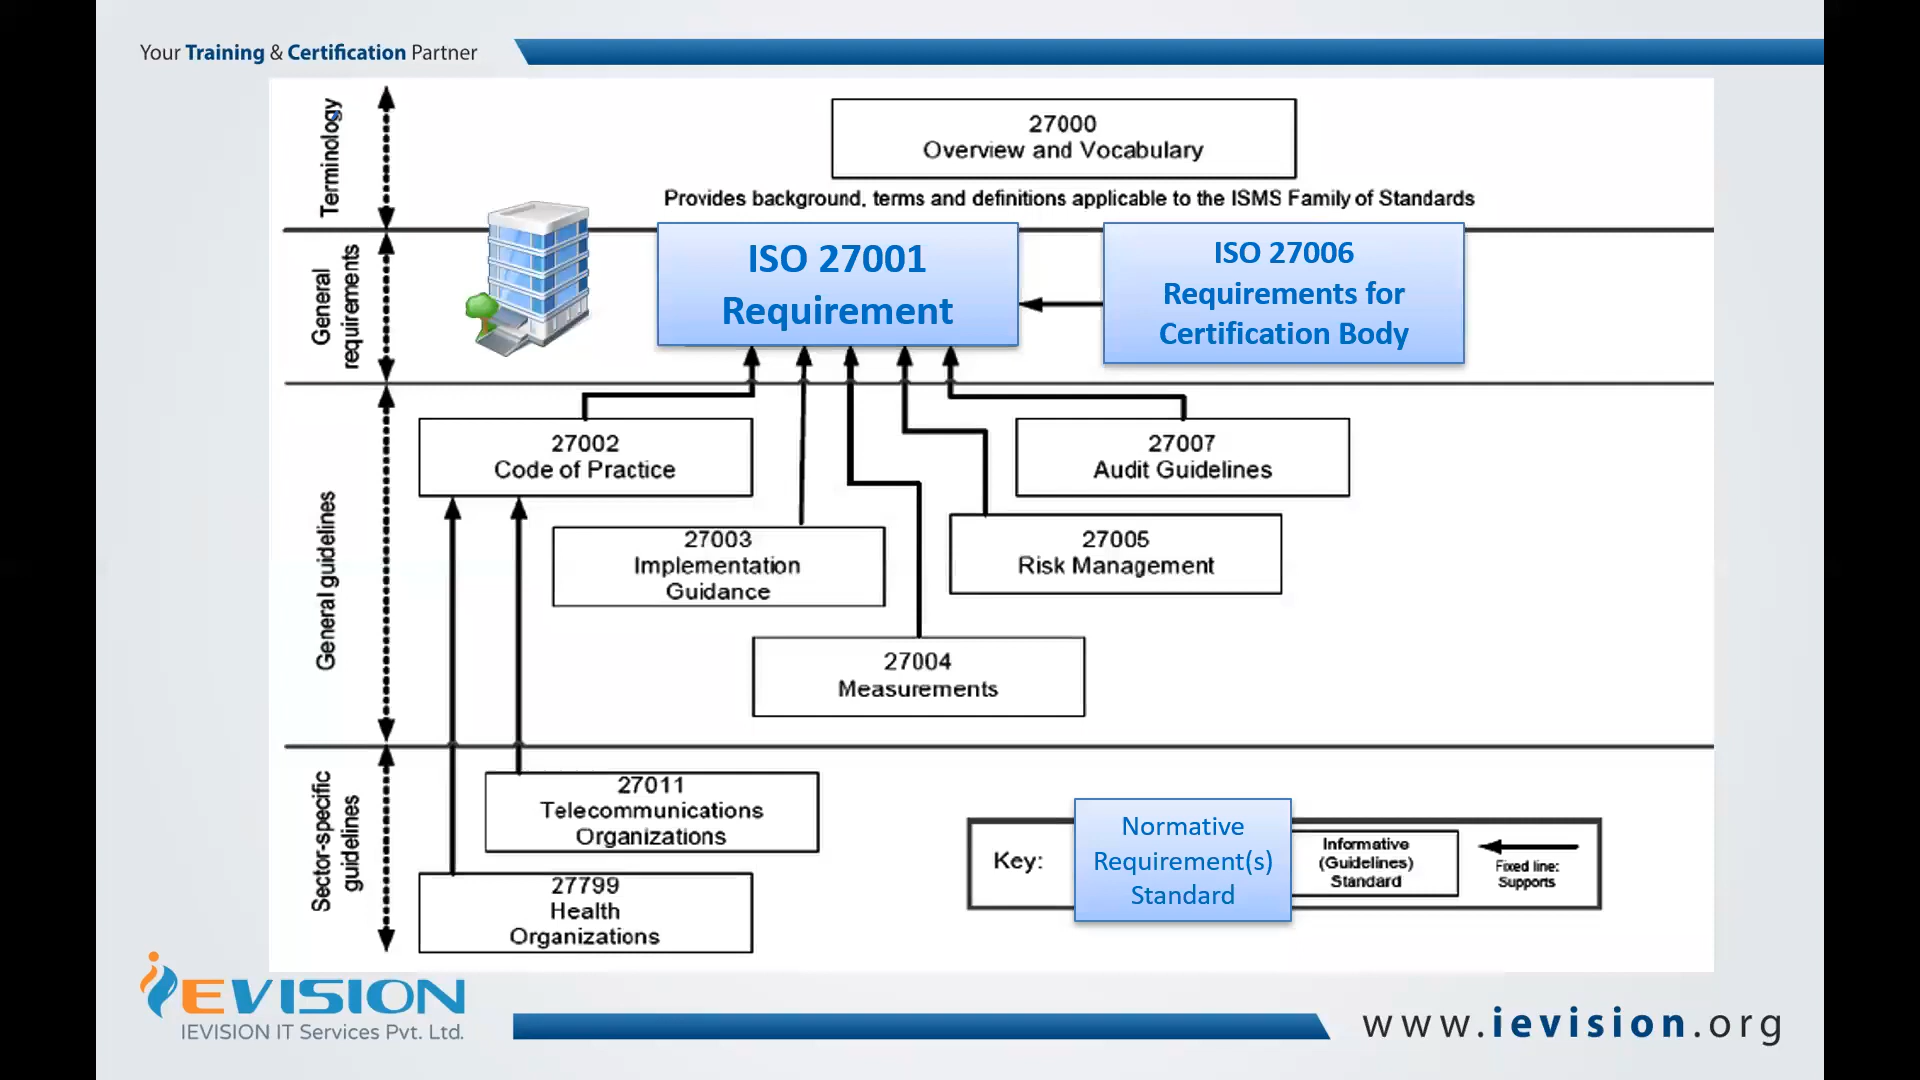 Your Training & Certification Partner
Terminology
27000
Overview and Vocabulary
Provides background, terms and definitions applicable to the ISMS Family of Standards
General
requirements
ISO 27001
Requirement
ISO 27006
Requirements for
Certification Body
General guidelines
27002
Code of Practice
27007
Audit Guidelines
27003
Implementation
Guidance
27005
Risk Management
27004
Measurements
Sector-specific
guidelines
27011
Telecommunications
Organizations
27799
Health
Organizations
Key:
Normative
Requirement(s)
Standard
Informative
(Guidelines)
Standard
Fixed line:
Supports
iEVISION
IEVISION IT Services Pvt. Ltd.
www.ievision.org